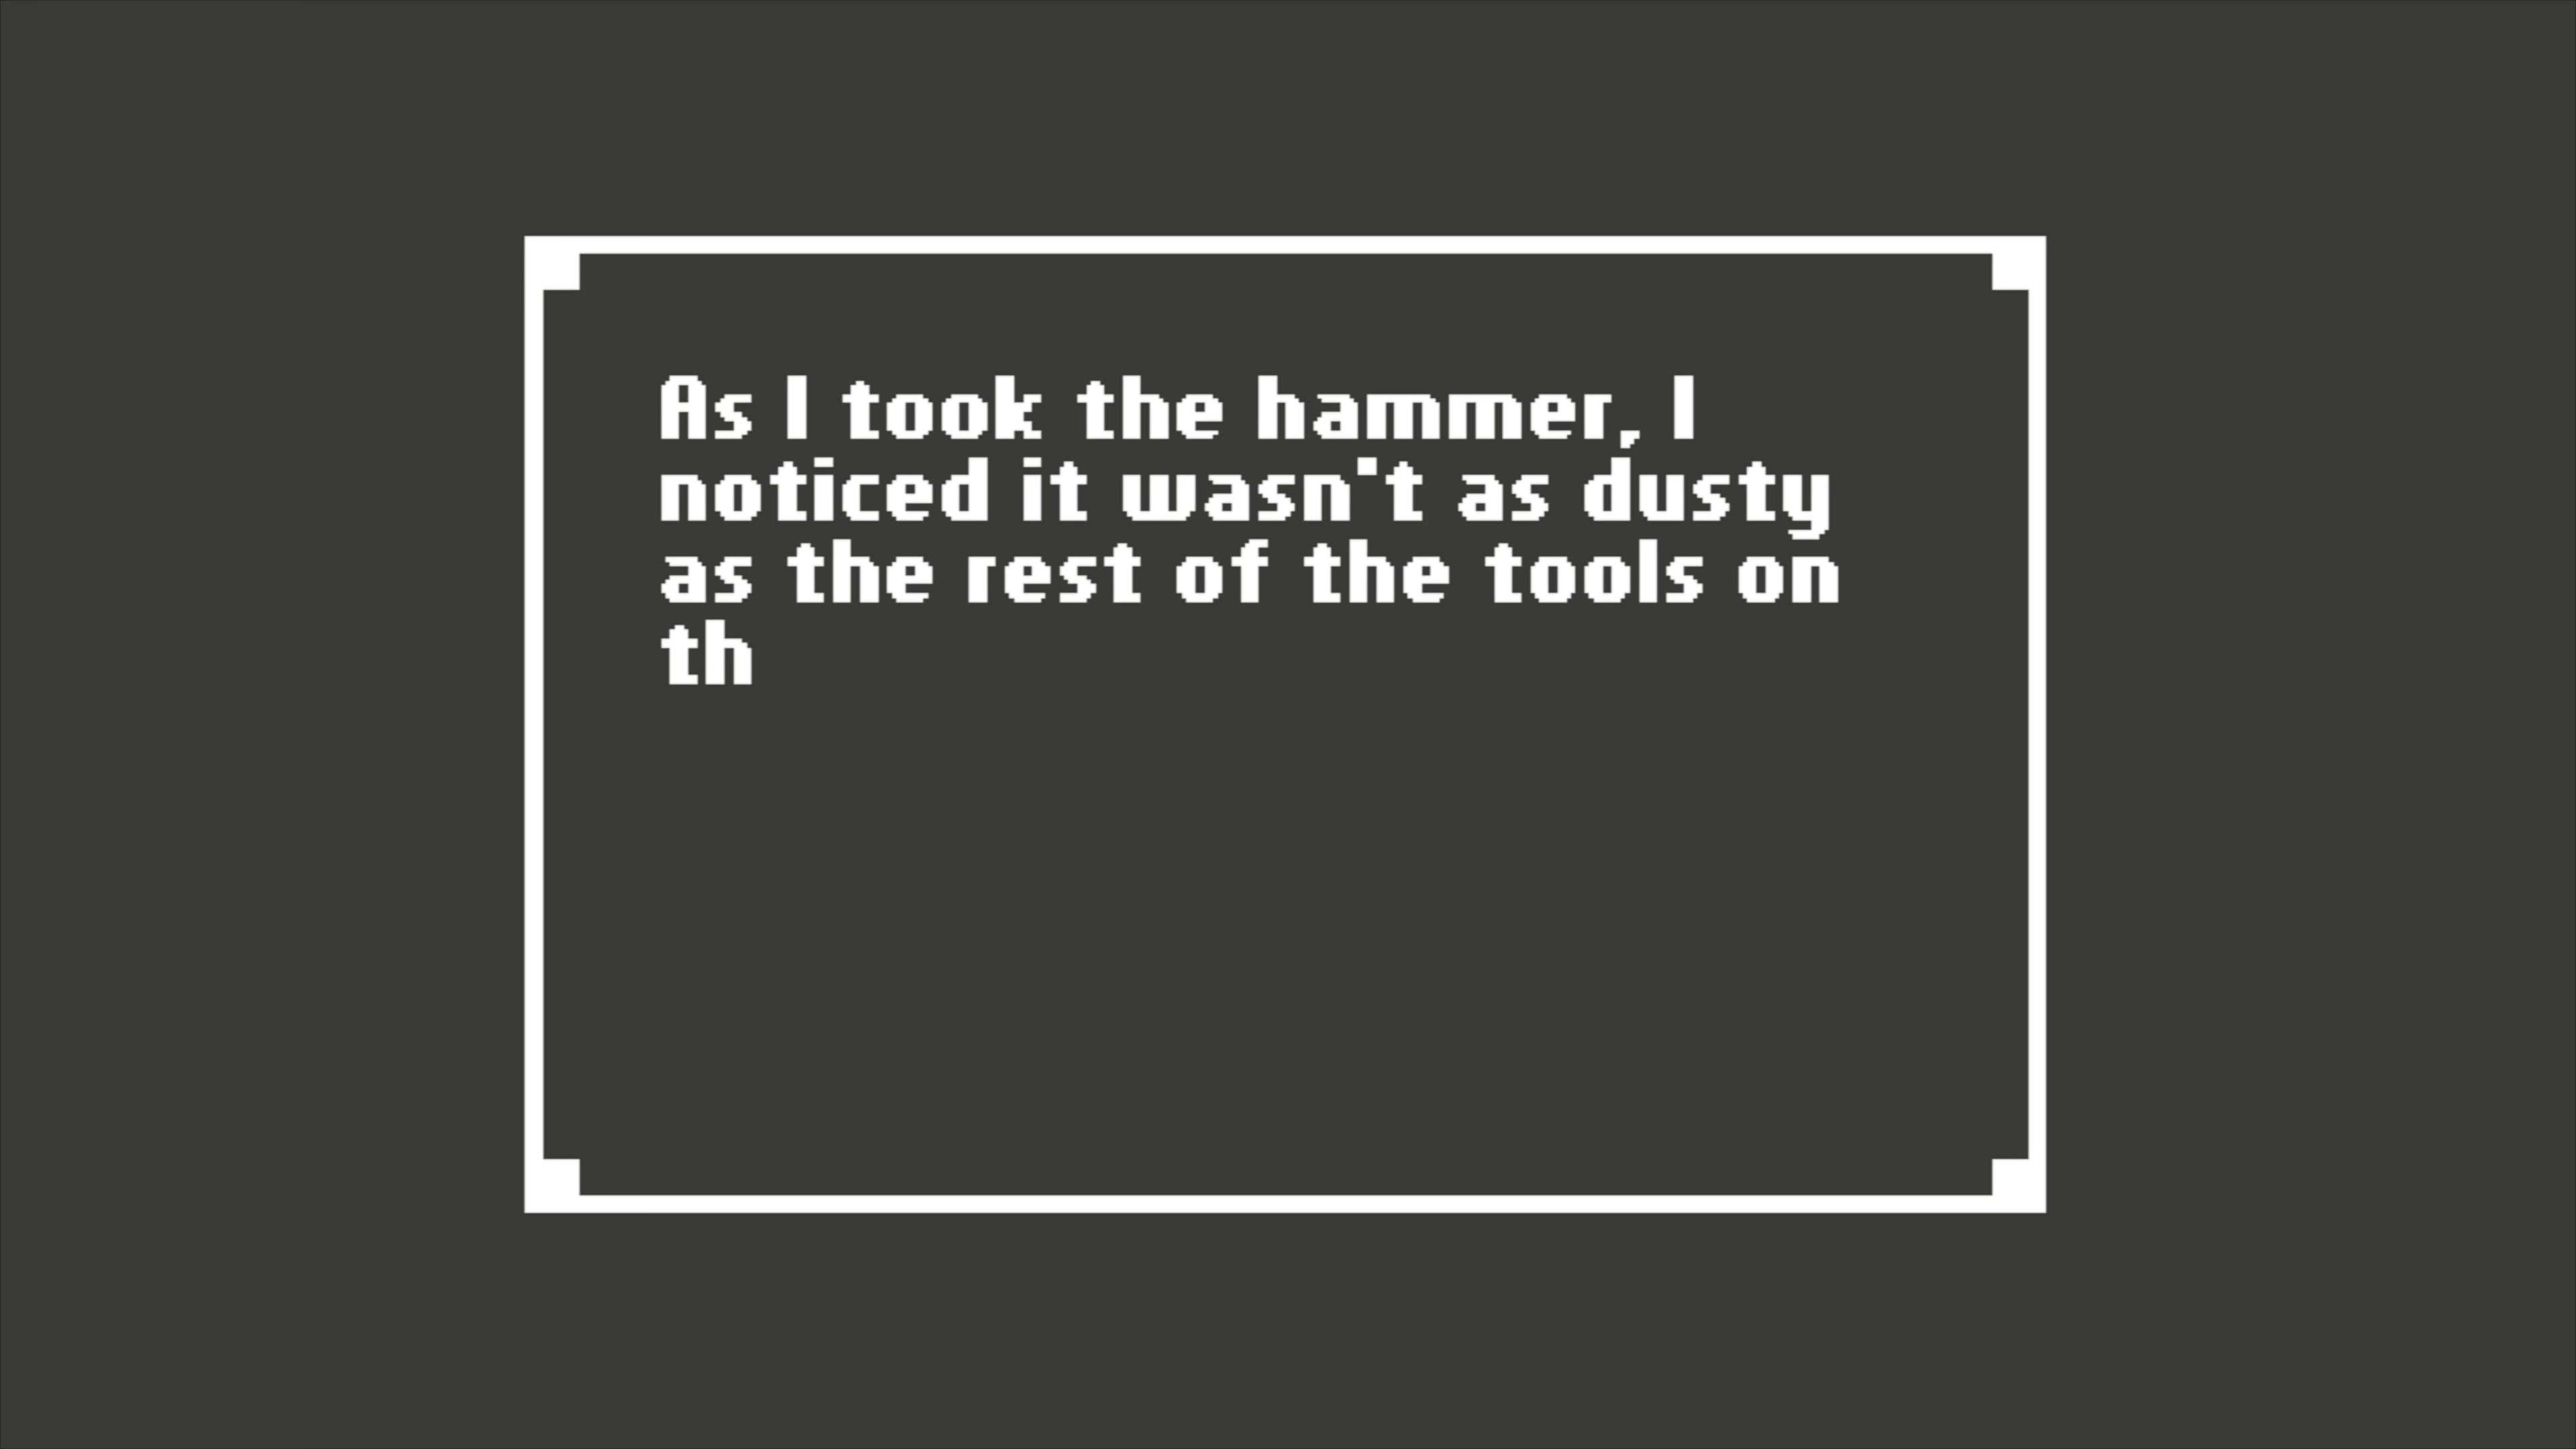 As I took the hammer, I
noticed it wasn't as dusty
as the rest of the tools on
th